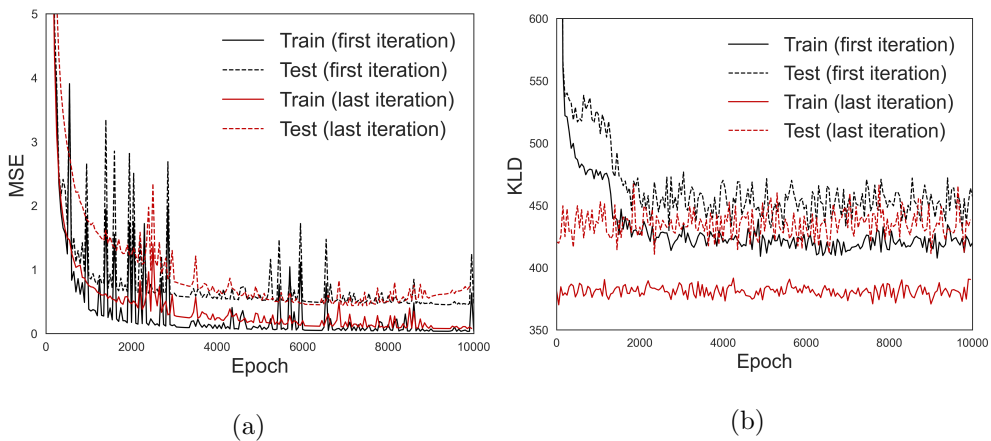 5
4
3
2
1
0
MSE
0
2000
4000
6000
8000
10000
Epoch
Train (first iteration)
Test (first iteration)
Train (last iteration)
Test (last iteration)
(a)
600
550
500
450
400
350
KLD
0
2000
4000
6000
8000
10000
Epoch
Train (first iteration)
Test (first iteration)
Train (last iteration)
Test (last iteration)
(b)